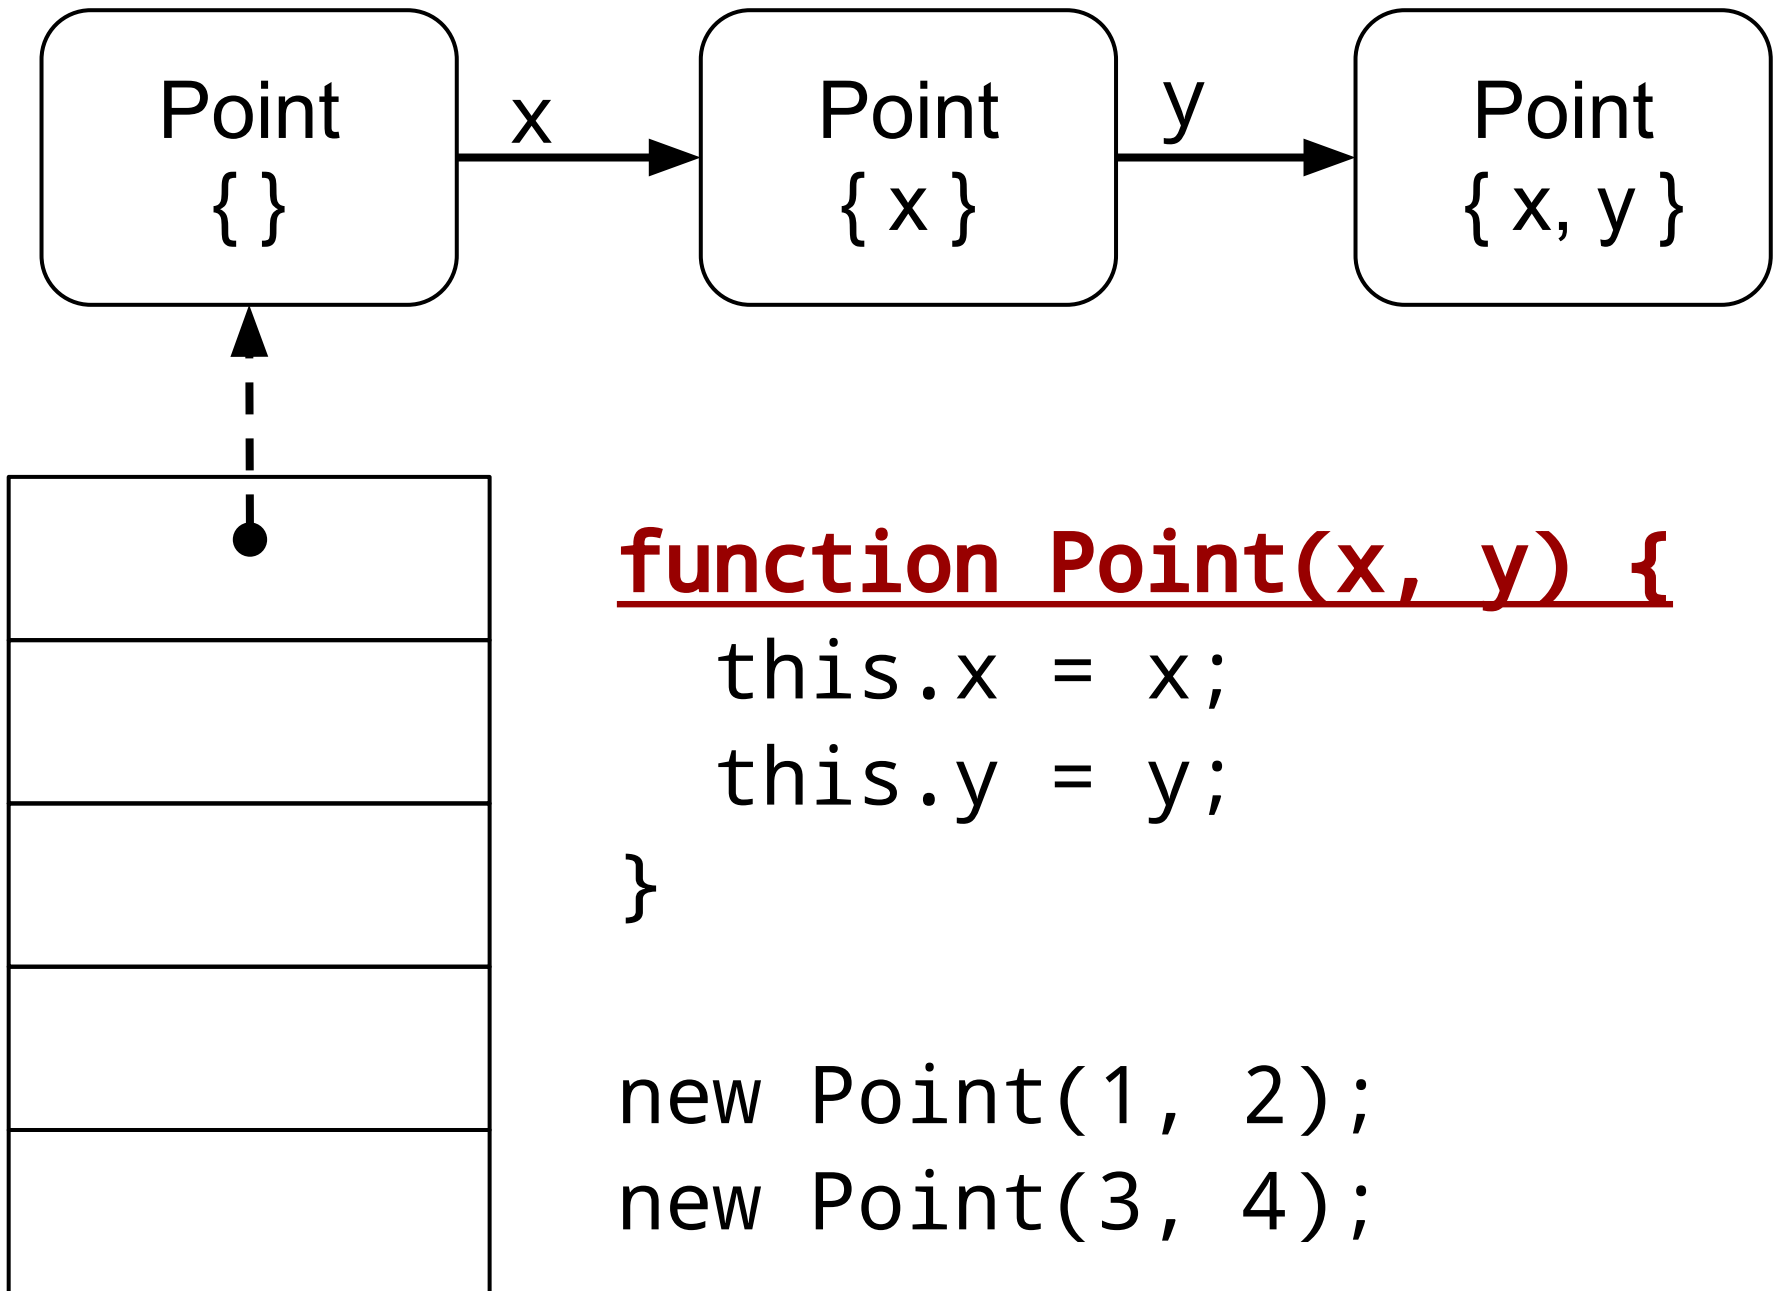 Point
{ }
x
Point
{ x }
y
Point
{ x, y }
function Point(x, y) {
  this.x = x;
  this.y = y;
}
new Point(1, 2);
new Point(3, 4);